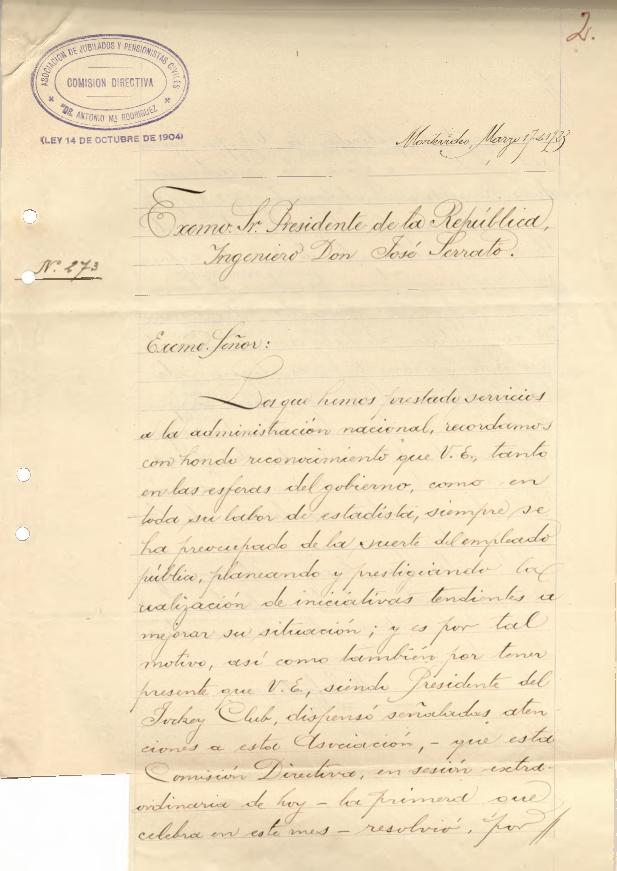 2.
ASOCIACION DE JUBILADOS Y PENSIONISTAS CIVILES
COMISION DIRECTIVA
"DR. ANTONIO Mª RODRIGUEZ"
(LEY 14 DE OCTUBRE DE 1904)
Montevideo, Marzo
Nº 273
Excmo. Sr. Presidente de la República,
Ingeniero Don José Serrato.
Excmo. Señor:
Los que hemos prestado servicios
a la administración nacional, recordamos
con hondo reconocimiento que V. E., tanto
en las esferas del gobierno, como en
toda su labor de estadista, siempre se
ha preocupado de la suerte del empleado
público, planeando y prestigiando la
realización de iniciativas tendientes a
mejorar su situación; y es por tal
motivo, así como también por tener
presente que V. E., siendo Presidente del
Jockey Club, dispensó señaladas aten-
ciones a esta Asociación, - que esta
Comisión Directiva, en sesión extra-
ordinaria de hoy - la primera que
celebra en este mes - resolvió, por //